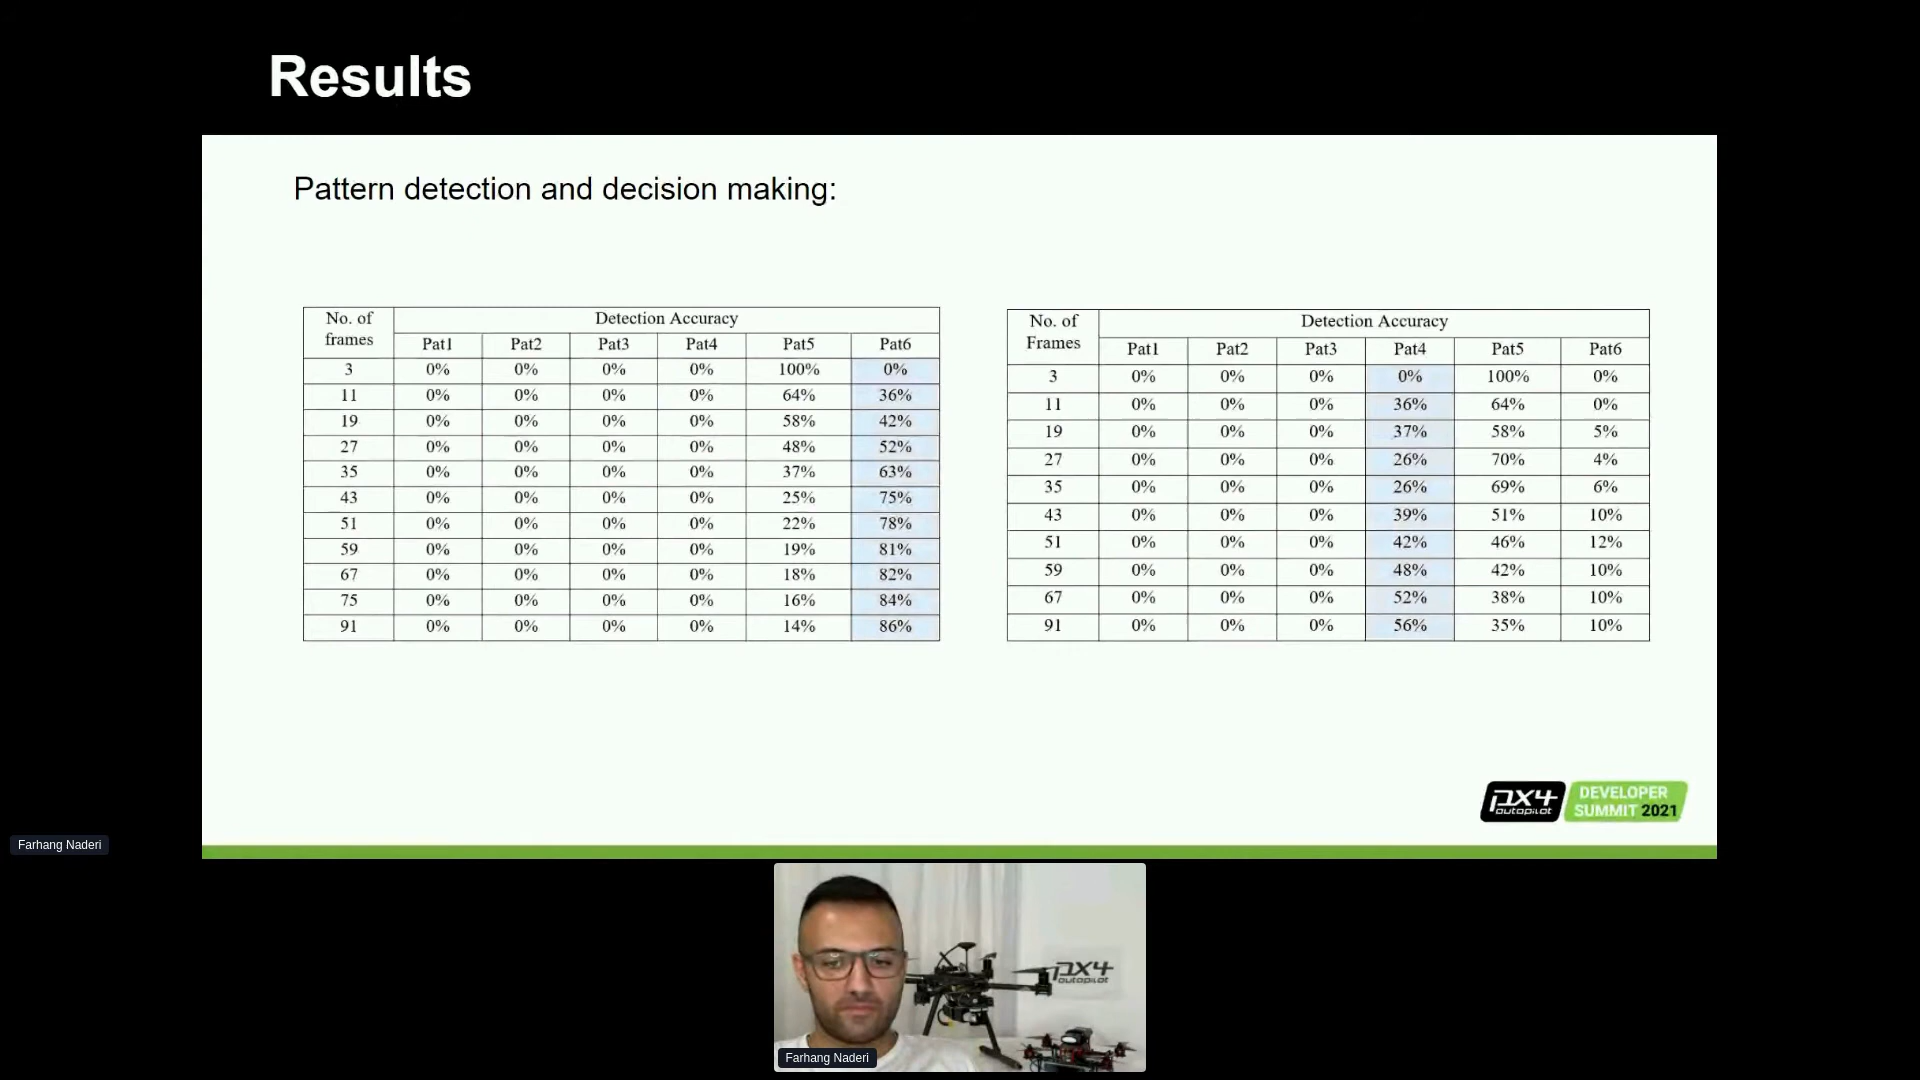 Results
Pattern detection and decision making:
No. of frames Detection Accuracy
Pat1 Pat2 Pat3 Pat4 Pat5 Pat6
3 0% 0% 0% 0% 100% 0%
11 0% 0% 0% 0% 64% 36%
19 0% 0% 0% 0% 58% 42%
27 0% 0% 0% 0% 48% 52%
35 0% 0% 0% 0% 37% 63%
43 0% 0% 0% 0% 25% 75%
51 0% 0% 0% 0% 22% 78%
59 0% 0% 0% 0% 19% 81%
67 0% 0% 0% 0% 18% 82%
75 0% 0% 0% 0% 16% 84%
91 0% 0% 0% 0% 14% 86%
No. of Frames Detection Accuracy
Pat1 Pat2 Pat3 Pat4 Pat5 Pat6
3 0% 0% 0% 0% 100% 0%
11 0% 0% 0% 36% 64% 0%
19 0% 0% 0% 37% 58% 5%
27 0% 0% 0% 26% 70% 4%
35 0% 0% 0% 26% 69% 6%
43 0% 0% 0% 39% 51% 10%
51 0% 0% 0% 42% 46% 12%
59 0% 0% 0% 48% 42% 10%
67 0% 0% 0% 52% 38% 10%
91 0% 0% 0% 56% 35% 10%
px4
autopilot
DEVELOPER
SUMMIT 2021
Farhang Naderi
px4
autopilot
Farhang Naderi